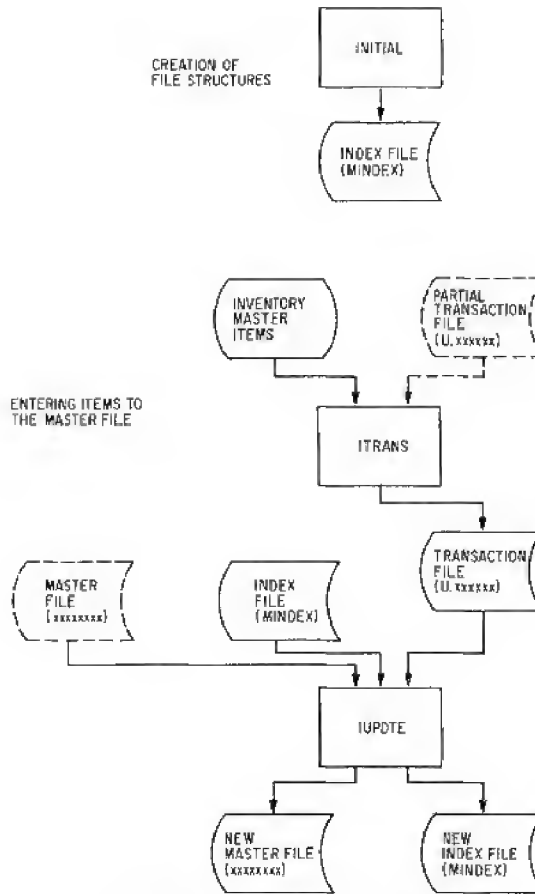 INITIAL
CREATION OF
FILE STRUCTURES
INDEX FILE
(MINDEX)
INVENTORY
MASTER
ITEMS
PARTIAL
TRANSACTION
FILE
(U.xxxxxx)
ENTERING ITEMS TO
THE MASTER FILE
ITRANS
MASTER
FILE
(xxxxxxxx)
INDEX
FILE
(MINDEX)
TRANSACTION
FILE
(U.xxxxxx)
IUPDTE
NEW
MASTER FILE
(xxxxxxxx)
NEW
INDEX FILE
(MINDEX)